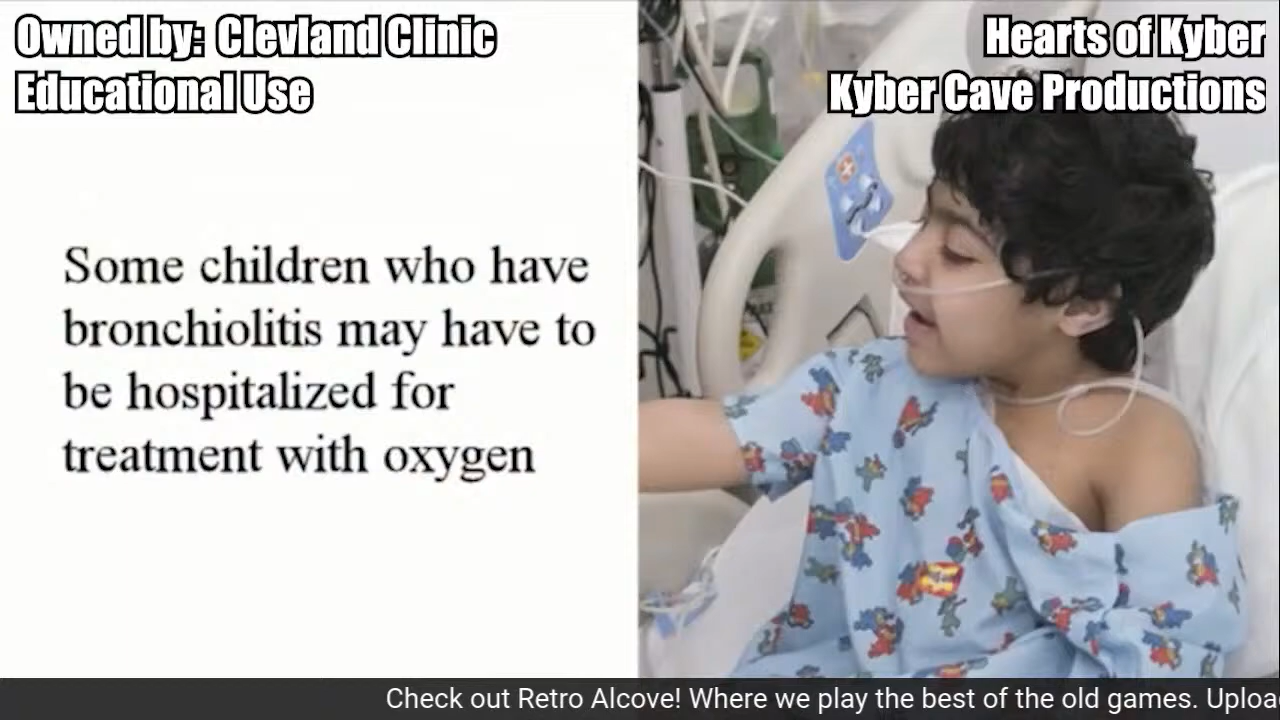 Owned by: Clevland Clinic
Educational Use
Hearts of Kyber
Kyber Cave Productions
Some children who have
bronchiolitis may have to
be hospitalized for
treatment with oxygen
Check out Retro Alcove! Where we play the best of the old games. Uploa